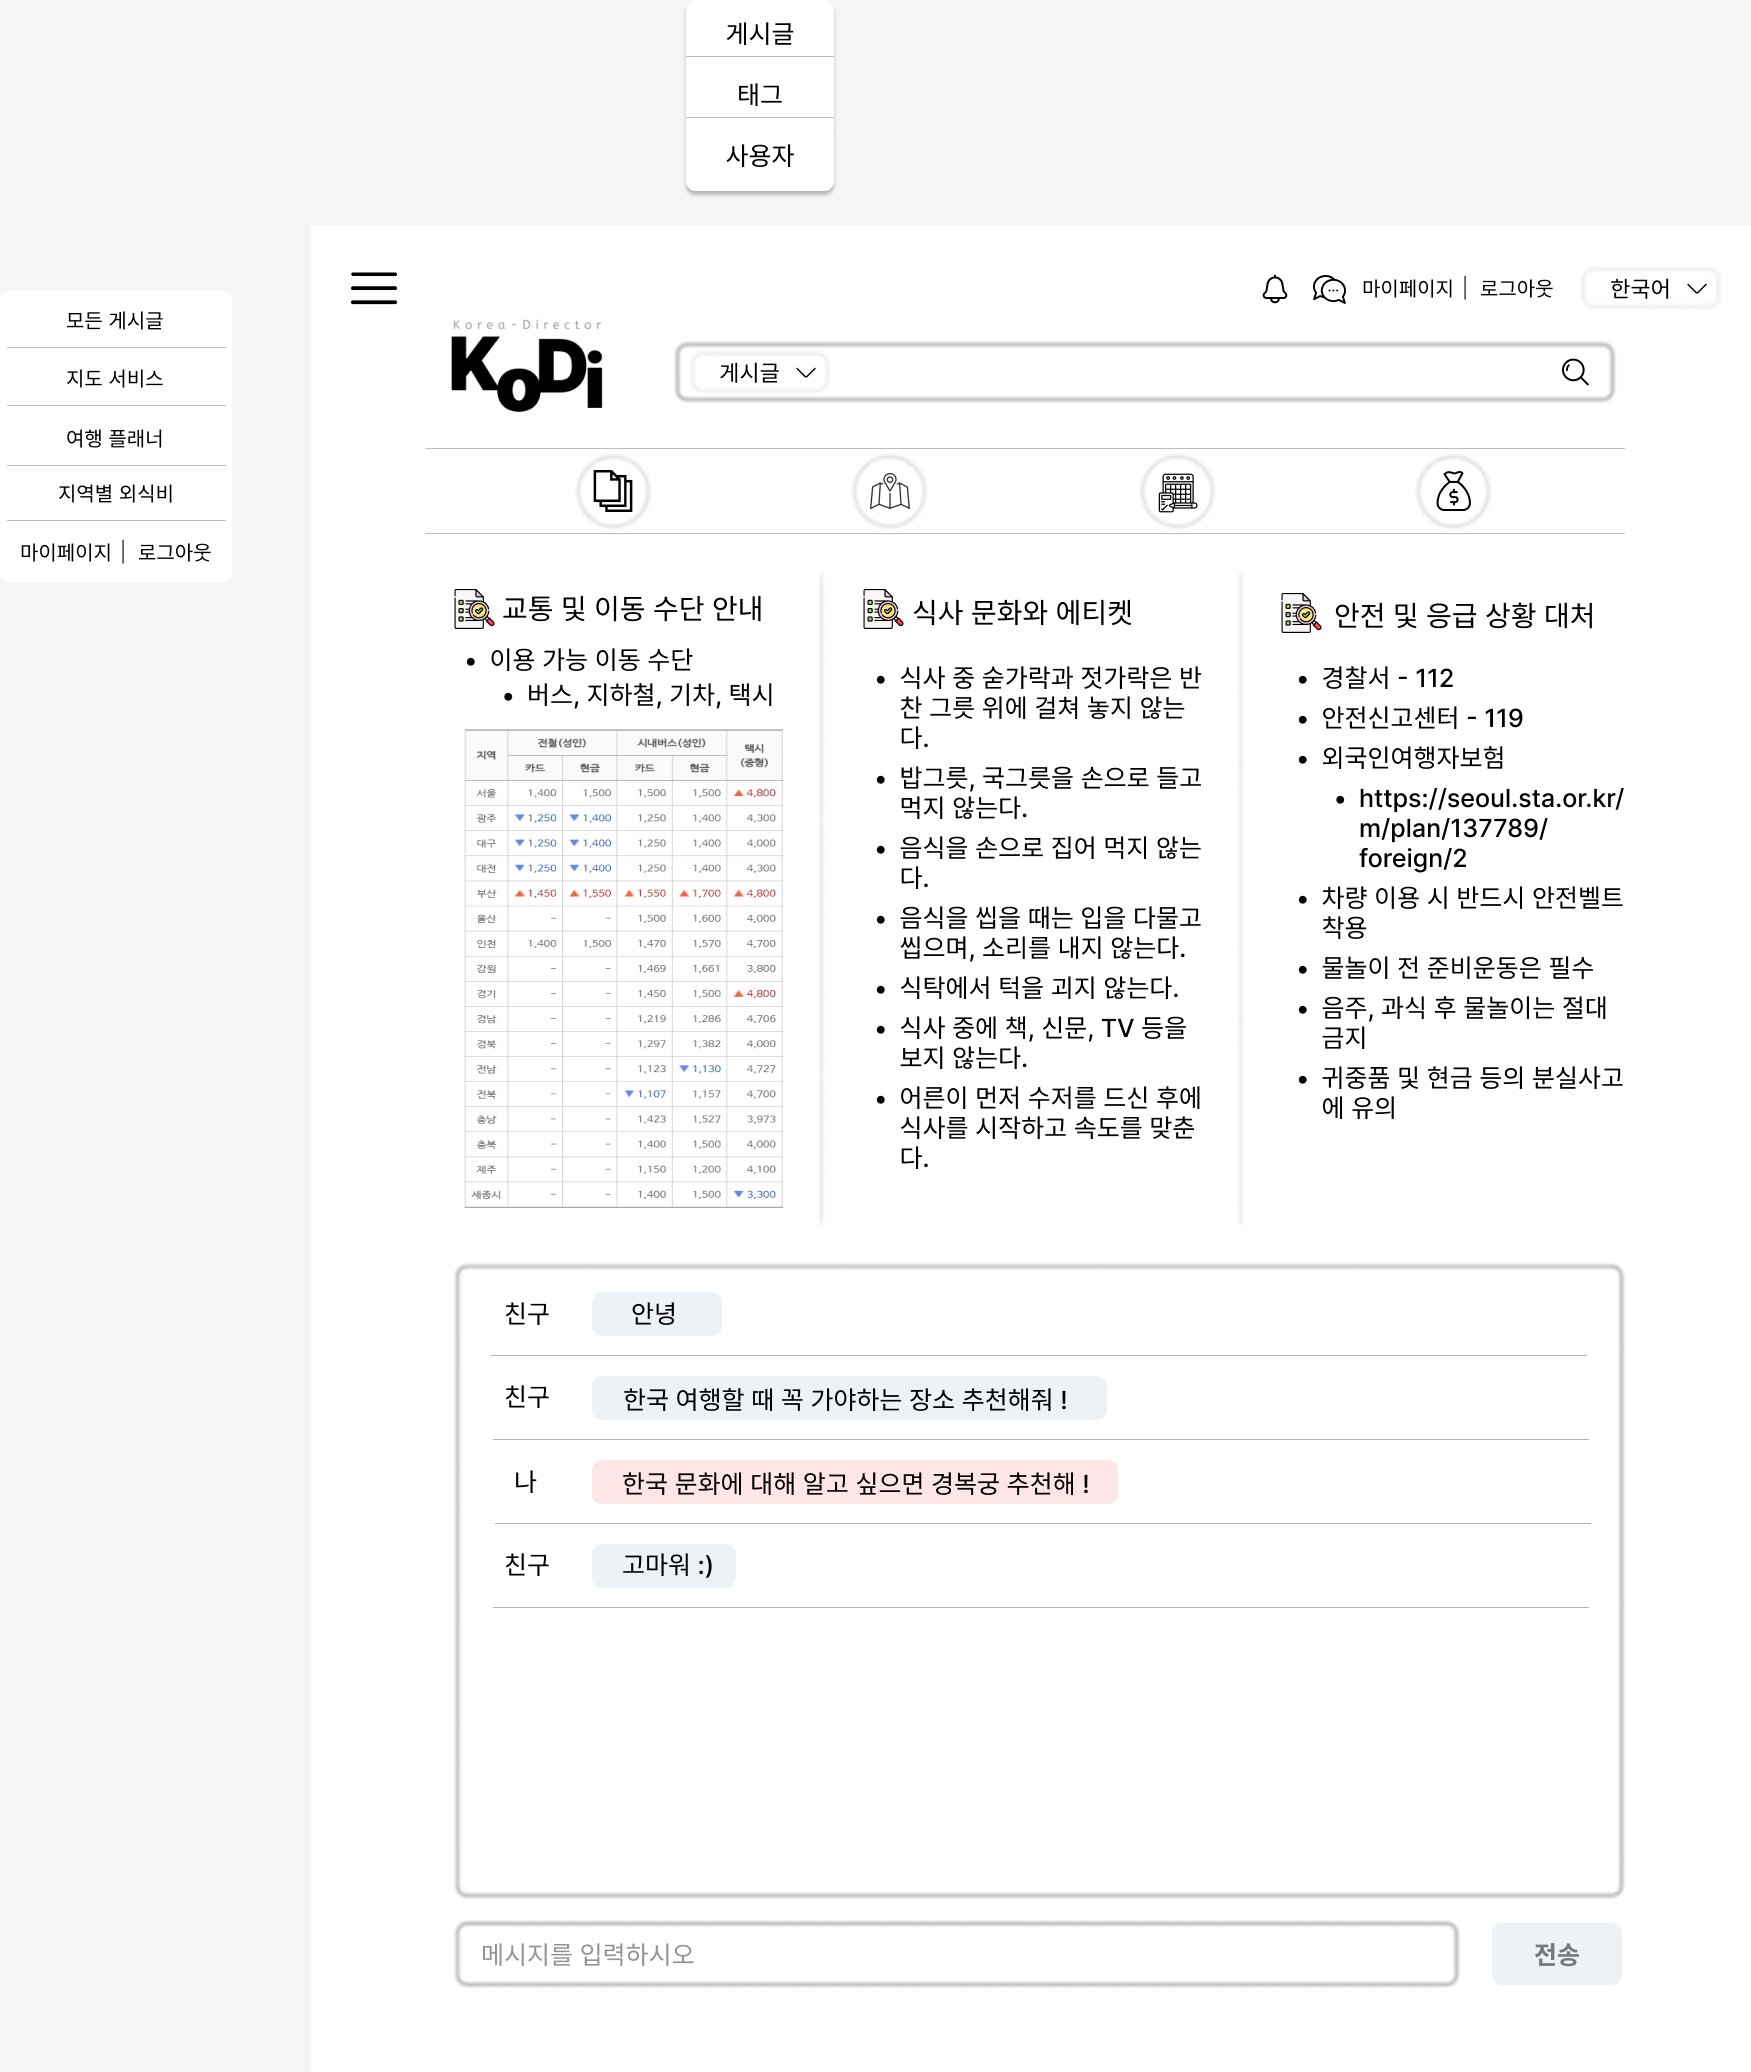 게시글
태그
사용자
모든 게시글
지도 서비스
여행 플래너
지역별 외식비
마이페이지 | 로그아웃
마이페이지 | 로그아웃
한국어
Korea-Director
KoDi
게시글
교통 및 이동 수단 안내
• 이용 가능 이동 수단
• 버스, 지하철, 기차, 택시
지역 전철(성인) 시내버스(성인) 택시
(중형)
카드 현금 카드 현금
서울 1,400 1,500 1,500 1,500 ▲ 4,800
광주 ▼ 1,250 ▼ 1,400 1,250 1,400 4,300
대구 ▼ 1,250 ▼ 1,400 1,250 1,400 4,000
대전 ▼ 1,250 ▼ 1,400 1,250 1,400 4,300
부산 ▲ 1,450 ▲ 1,550 ▲ 1,550 ▲ 1,700 ▲ 4,800
울산 - - 1,500 1,600 4,000
인천 1,400 1,500 1,470 1,570 4,700
강원 - - 1,469 1,661 3,800
경기 - - 1,450 1,500 ▲ 4,800
경남 - - 1,219 1,286 4,706
경북 - - 1,297 1,382 4,000
전남 - - 1,123 ▼ 1,130 4,727
전북 - - ▼ 1,107 1,157 4,700
충남 - - 1,423 1,527 3,973
충북 - - 1,400 1,500 4,000
제주 - - 1,150 1,200 4,100
세종시 - - 1,400 1,500 ▼ 3,300
식사 문화와 에티켓
• 식사 중 숟가락과 젓가락은 반
찬 그릇 위에 걸쳐 놓지 않는
다.
• 밥그릇, 국그릇을 손으로 들고
먹지 않는다.
• 음식을 손으로 집어 먹지 않는
다.
• 음식을 씹을 때는 입을 다물고
씹으며, 소리를 내지 않는다.
• 식탁에서 턱을 괴지 않는다.
• 식사 중에 책, 신문, TV 등을
보지 않는다.
• 어른이 먼저 수저를 드신 후에
식사를 시작하고 속도를 맞춘
다.
안전 및 응급 상황 대처
• 경찰서 - 112
• 안전신고센터 - 119
• 외국인여행자보험
• https://seoul.sta.or.kr/
m/plan/137789/
foreign/2
• 차량 이용 시 반드시 안전벨트
착용
• 물놀이 전 준비운동은 필수
• 음주, 과식 후 물놀이는 절대
금지
• 귀중품 및 현금 등의 분실사고
에 유의
친구 안녕
친구 한국 여행할 때 꼭 가야하는 장소 추천해줘 !
나 한국 문화에 대해 알고 싶으면 경복궁 추천해 !
친구 고마워 :)
메시지를 입력하시오
전송